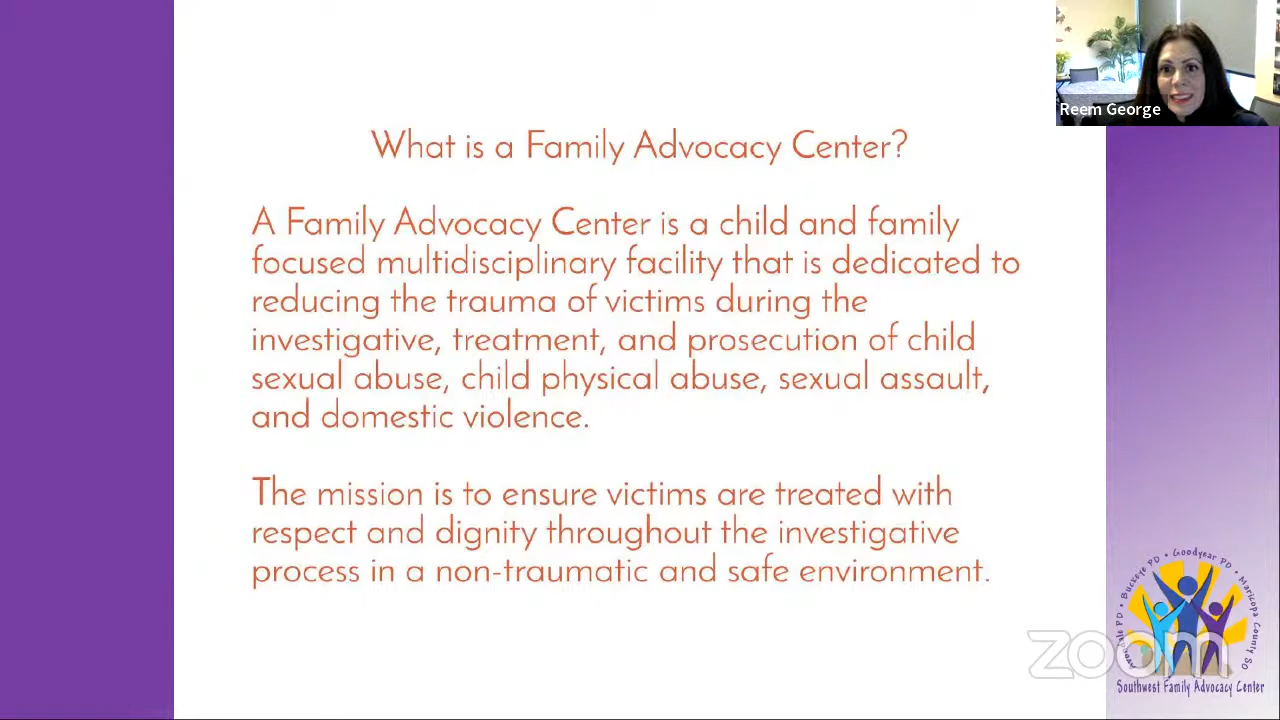 Reem George
What is a Family Advocacy Center?
A Family Advocacy Center is a child and family
focused multidisciplinary facility that is dedicated to
reducing the trauma of victims during the
investigative, treatment, and prosecution of child
sexual abuse, child physical abuse, sexual assault,
and domestic violence.
The mission is to ensure victims are treated with
respect and dignity throughout the investigative
process in a non-traumatic and safe environment.
Avondale PD • Buckeye PD • Goodyear PD • Maricopa County SO
zoom
Southwest Family Advocacy Center